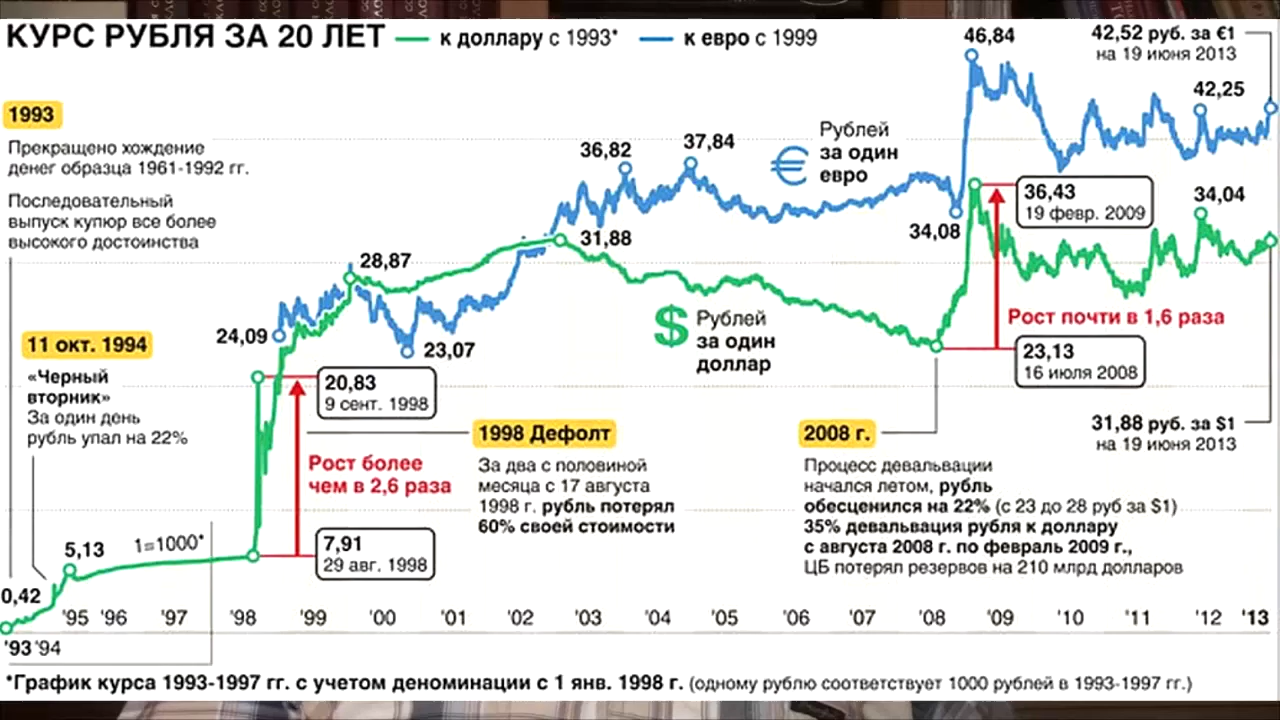 КУРС РУБЛЯ ЗА 20 ЛЕТ
к доллару с 1993*
к евро с 1999
46,84
42,52 руб. за €1
на 19 июня 2013
42,25
1993
Прекращено хождение
денег образца 1961-1992 гг.
Последовательный
выпуск купюр все более
высокого достоинства
36,82
37,84
€
Рублей
за один
евро
36,43
19 февр. 2009
34,04
34,08
31,88
28,87
24,09
23,07
$
Рублей
за один
доллар
Рост почти в 1,6 раза
23,13
16 июля 2008
11 окт. 1994
«Черный
вторник»
За один день
рубль упал на 22%
20,83
9 сент. 1998
Рост более
чем в 2,6 раза
1998 Дефолт
За два с половиной
месяца с 17 августа
1998 г. рубль потерял
60% своей стоимости
2008 г.
Процесс девальвации
начался летом, рубль
обесценился на 22% (с 23 до 28 руб за $1)
35% девальвация рубля к доллару
с августа 2008 г. по февраль 2009 г.,
ЦБ потерял резервов на 210 млрд долларов
31,88 руб. за $1
на 19 июня 2013
5,13
1=1000*
7,91
29 авг. 1998
0,42
'93 '94 '95 '96 '97 '98 '99 '00 '01 '02 '03 '04 '05 '06 '07 '08 '09 '10 '11 '12 '13
*График курса 1993-1997 гг. с учетом деноминации с 1 янв. 1998 г. (одному рублю соответствует 1000 рублей в 1993-1997 гг.)